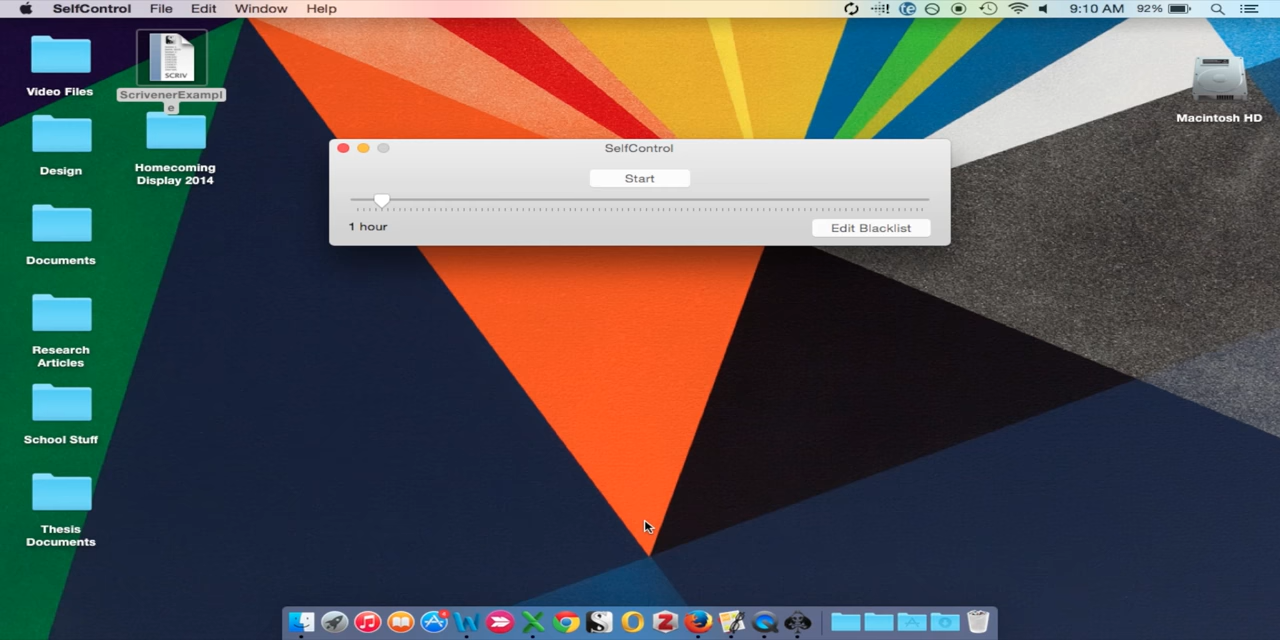 SelfControl File Edit Window Help
9:10 AM 92%
Video Files
SCRIV
ScrivenerExampl
e
Design
Homecoming
Display 2014
Documents
Research
Articles
School Stuff
Thesis
Documents
SelfControl
Start
1 hour
Edit Blacklist
Macintosh HD